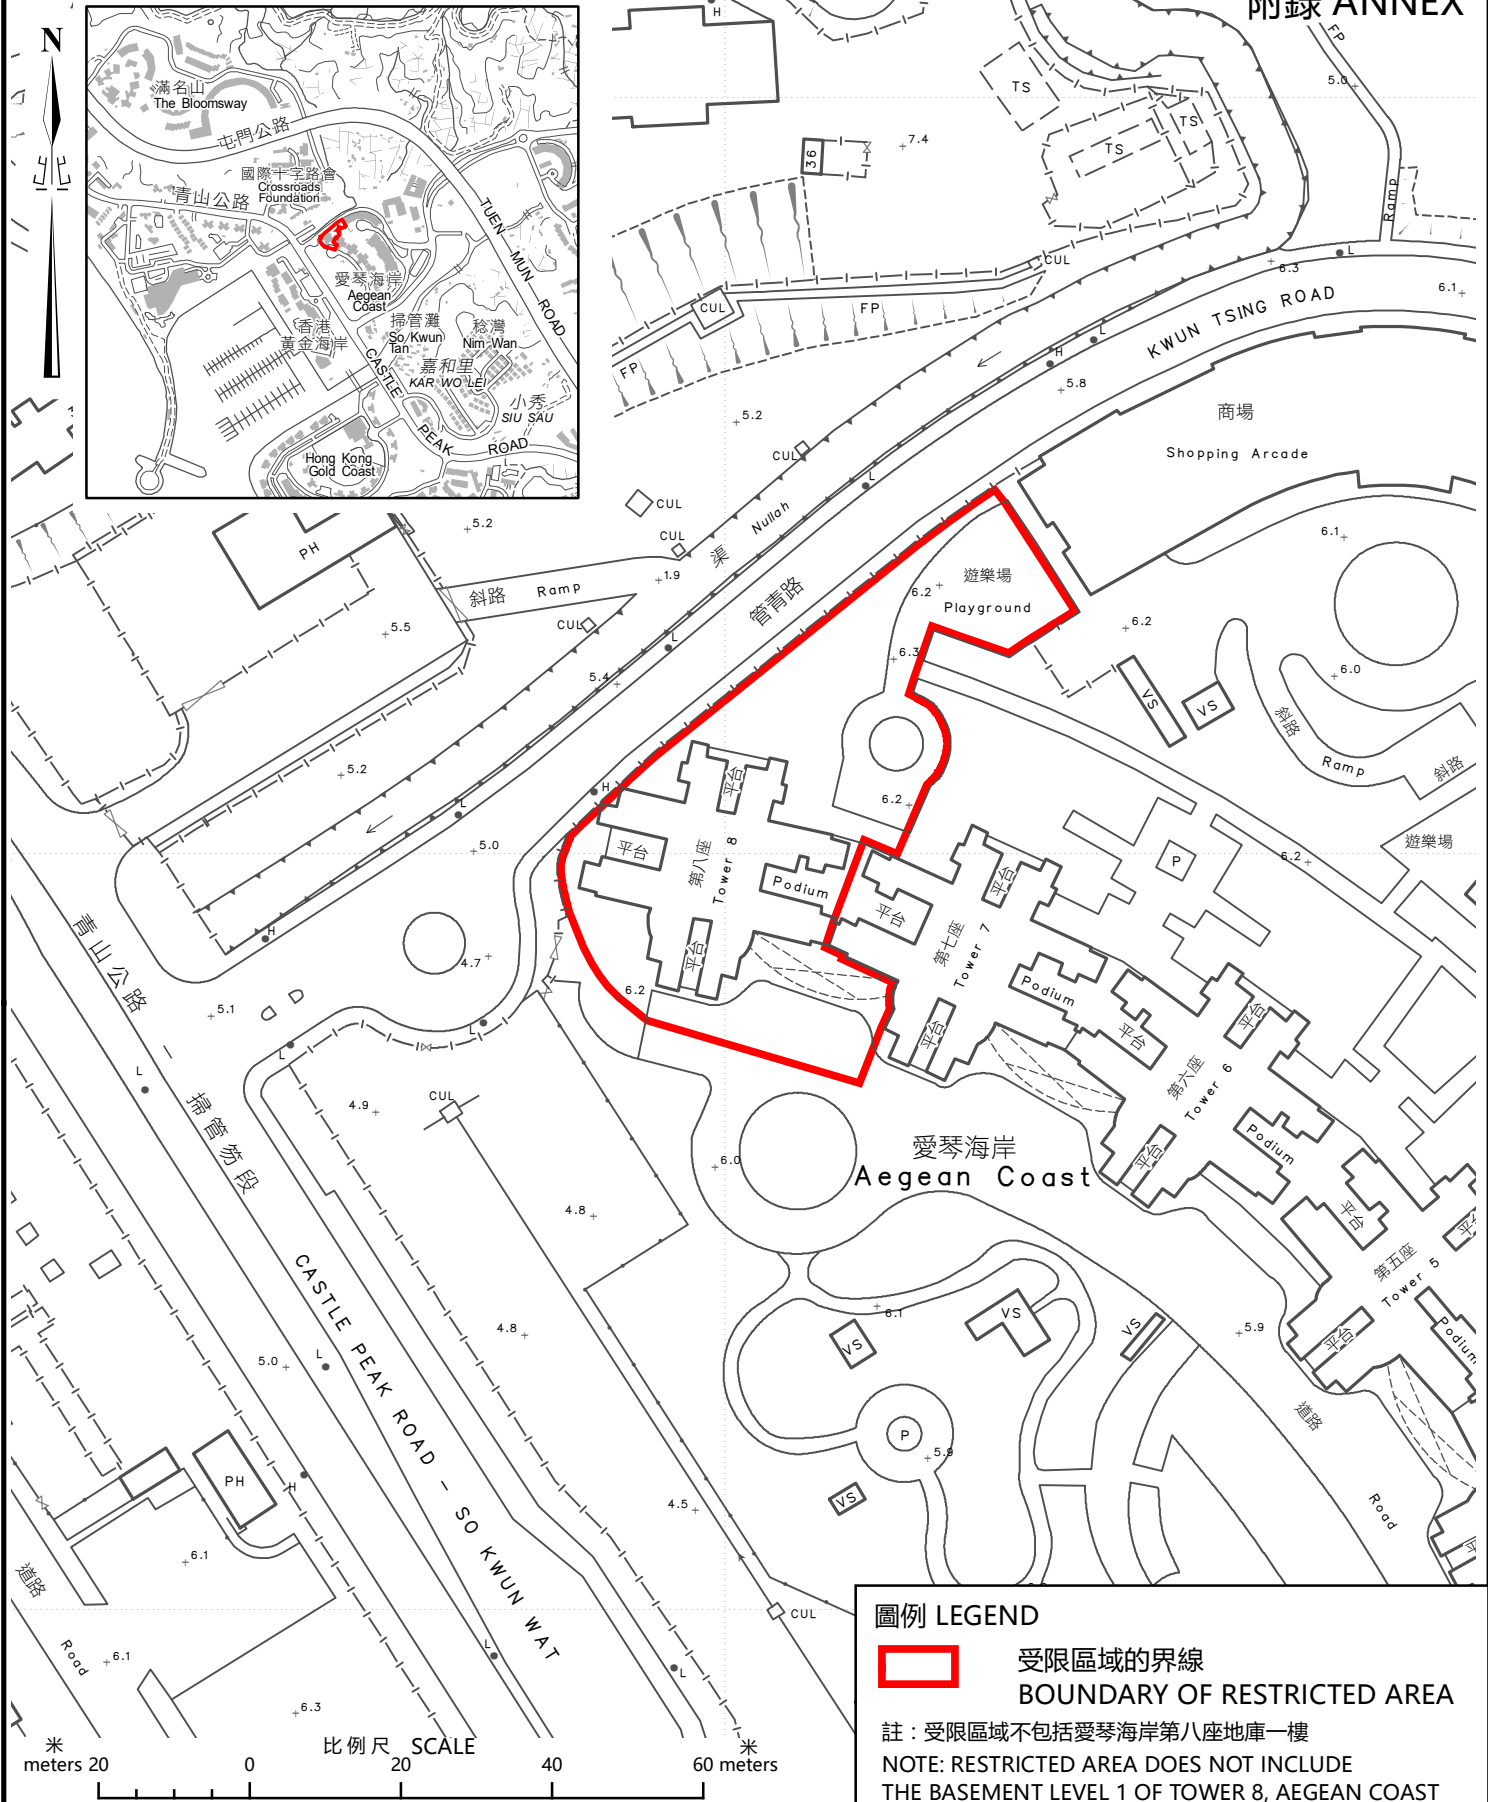 附錄 ANNEX
N
北
滿名山
The Bloomsway
屯門公路
國際十字路會
Crossroads
Foundation
青山公路
TUEN MUN ROAD
愛琴海岸
Aegean
Coast
香港
黃金海岸
掃管灘
So Kwun
Tan
稔灣
Nim Wan
嘉和里
KAR WO LEI
小秀
SIU SAU
CASTLE PEAK ROAD
Hong Kong
Gold Coast
H
FP
5.0
TS
TS
TS
36
7.4
Ramp
CUL
6.3
L
6.1
CUL
FP
FP
KWUN TSING ROAD
L
H
5.8
5.2
商場
Shopping Arcade
CUL
L
CUL
渠 Nullah
CUL
5.2
PH
1.9
斜路 Ramp
管青路
遊樂場
Playground
6.2
6.1
CUL
5.5
L
6.3
6.2
6.0
5.4
VS
VS
斜路
Ramp
斜路
5.2
H
L
平台
6.2
5.0
第八座
Tower 8
平台
Podium
平台
平台
平台
第七座
Tower 7
P
6.2
遊樂場
H
4.7
6.2
Podium
平台
平台
平台
5.1
L
L
第六座
Tower 6
青山公路 – 掃管笏段
L
4.9
CUL
平台
Podium
6.0
愛琴海岸
Aegean Coast
4.8
平台
平台
第五座
Tower 5
CASTLE PEAK ROAD – SO KWUN WAT
6.1
VS
VS
VS
5.9
平台
Podium
4.8
5.0
L
道路
P
5.9
PH
H
VS
4.5
Road
平
6.1
道路
CUL
Road
6.1
L
L
6.3
圖例 LEGEND
受限區域的界線
BOUNDARY OF RESTRICTED AREA
註：受限區域不包括愛琴海岸第八座地庫一樓
NOTE: RESTRICTED AREA DOES NOT INCLUDE
THE BASEMENT LEVEL 1 OF TOWER 8, AEGEAN COAST
米 比例尺 SCALE 米
meters 20 0 20 40 60 meters